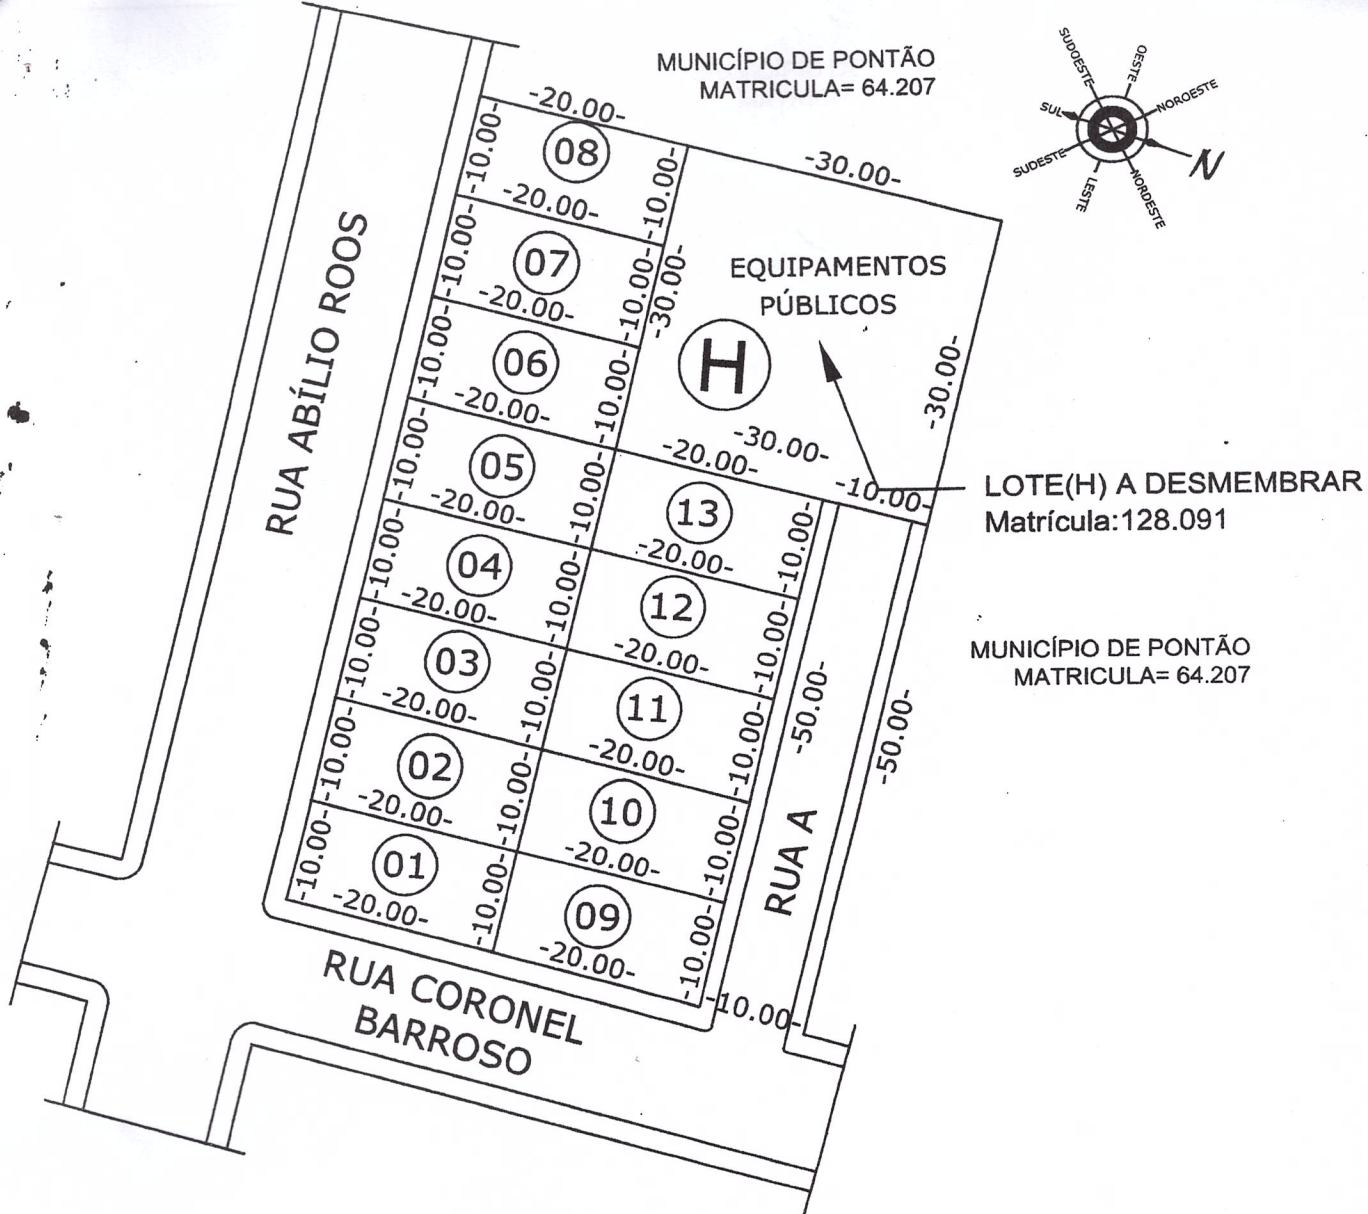 MUNICÍPIO DE PONTÃO
MATRICULA= 64.207
SUDOESTE
OESTE
NOROESTE
SUL
N
SUDESTE
LESTE
NORDESTE
-20.00-
-30.00-
-10.00-
08
-10.00-
-20.00-
-10.00-
07
-10.00-
-20.00-
-30.00-
EQUIPAMENTOS
PÚBLICOS
H
-30.00-
-30.00-
-10.00-
06
-10.00-
-20.00-
-20.00-
-10.00-
-10.00-
05
-10.00-
-20.00-
13
-10.00-
-20.00-
LOTE(H) A DESMEMBRAR
Matrícula:128.091
-10.00-
04
-10.00-
-20.00-
12
-10.00-
-20.00-
MUNICÍPIO DE PONTÃO
MATRICULA= 64.207
-10.00-
03
-10.00-
-20.00-
11
-10.00-
-20.00-
-50.00-
-50.00-
-10.00-
02
-10.00-
-20.00-
10
-10.00-
-20.00-
-10.00-
01
-10.00-
-20.00-
09
-10.00-
-20.00-
-10.00-
RUA ABÍLIO ROOS
RUA A
RUA CORONEL
BARROSO